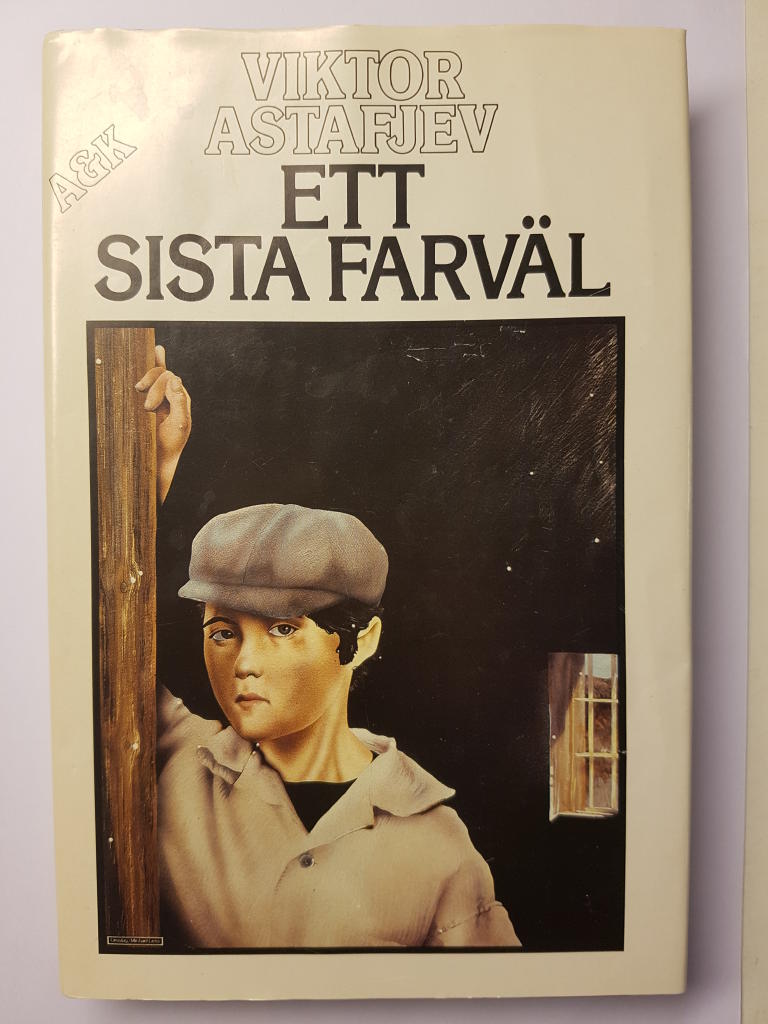 VIKTOR
ASTAFJEV
A&K
ETT
SISTA FARVÄL